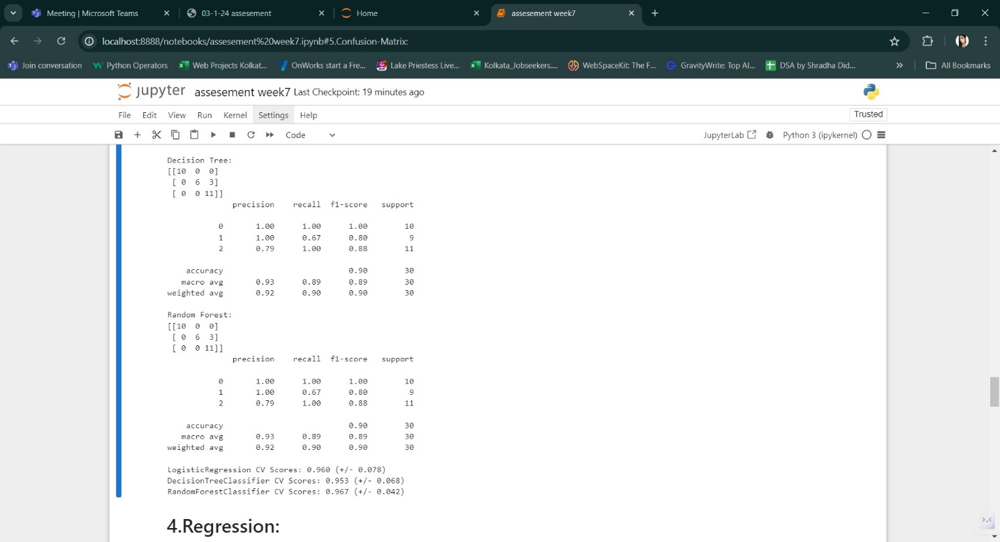 Meeting | Microsoft Teams
03-1-24 assesement
Home
assesement week7
localhost:8888/notebooks/assesement%20week7.ipynb#5.Confusion-Matrix:
Join conversation Python Operators Web Projects Kolkat... OnWorks start a Fre... Lake Priestess Live... Kolkata_Jobseekers.... WebSpaceKit: The F... GravityWrite: Top AI... DSA by Shradha Did... » All Bookmarks
jupyter assesement week7 Last Checkpoint: 19 minutes ago
File Edit View Run Kernel Settings Help Trusted
Code JupyterLab Python 3 (ipykernel)
Decision Tree:
[[10  0  0]
 [ 0  6  3]
 [ 0  0 11]]
precision recall f1-score support
0 1.00 1.00 1.00 10
1 1.00 0.67 0.80 9
2 0.79 1.00 0.88 11
accuracy 0.90 30
macro avg 0.93 0.89 0.89 30
weighted avg 0.92 0.90 0.90 30
Random Forest:
[[10  0  0]
 [ 0  6  3]
 [ 0  0 11]]
precision recall f1-score support
0 1.00 1.00 1.00 10
1 1.00 0.67 0.80 9
2 0.79 1.00 0.88 11
accuracy 0.90 30
macro avg 0.93 0.89 0.89 30
weighted avg 0.92 0.90 0.90 30
LogisticRegression CV Scores: 0.960 (+/- 0.078)
DecisionTreeClassifier CV Scores: 0.953 (+/- 0.068)
RandomForestClassifier CV Scores: 0.967 (+/- 0.042)
4.Regression: